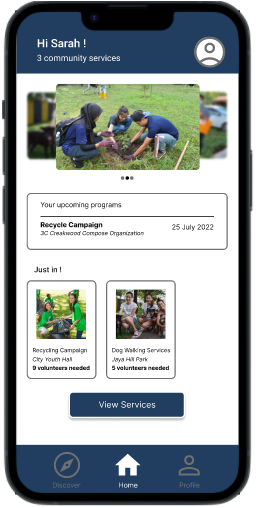 Hi Sarah !
3 community services
Your upcoming programs
Recycle Campaign
3C Creakwood Compose Organization
25 July 2022
Just in !
Recycling Campaign
City Youth Hall
9 volunteers needed
Dog Walking Services
Jaya Hill Park
5 volunteers needed
View Services
Discover
Home
Profile